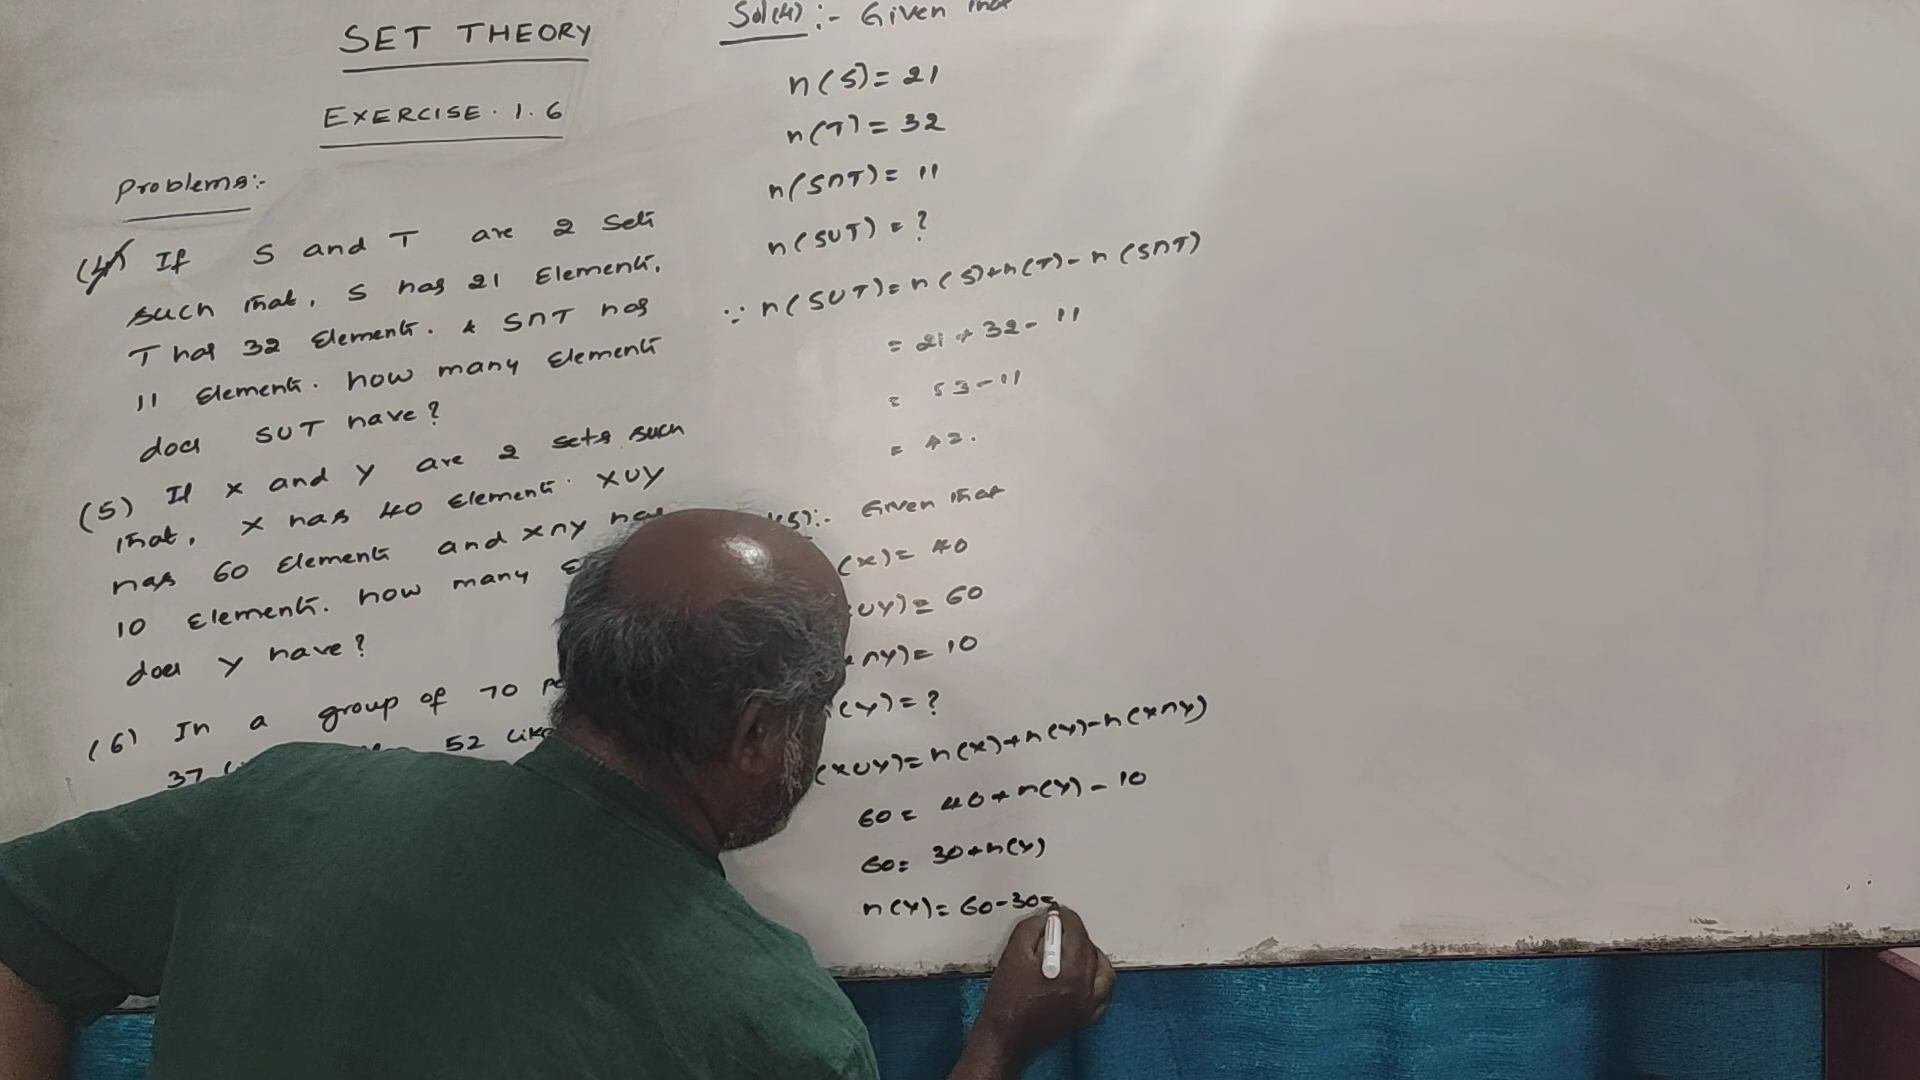 SET THEORY
EXERCISE. 1. 6
Problems:-
(4) If S and T are 2 sets
such that, S has 21 Elements,
T has 32 Elements. & S∩T has
11 Elements. how many Elements
does S∪T have?
(5) If X and Y are 2 sets such
that, X has 40 Elements. X∪Y
has 60 Elements and X∩Y has
10 Elements. how many
does Y have?
(6) In a group of 70
37 52 like
Sol(4) :- Given that
n(S) = 21
n(T) = 32
n(S∩T) = 11
n(S∪T) = ?
∵ n(S∪T) = n(S)+n(T)- n(S∩T)
= 21 + 32 - 11
= 53 - 11
= 42.
(5):- Given that
(X) = 40
∪Y) = 60
∩Y) = 10
(Y) = ?
(X∪Y) = n(X)+n(Y)-n(X∩Y)
60 = 40+n(Y) - 10
60 = 30+n(Y)
n(Y) = 60-30=